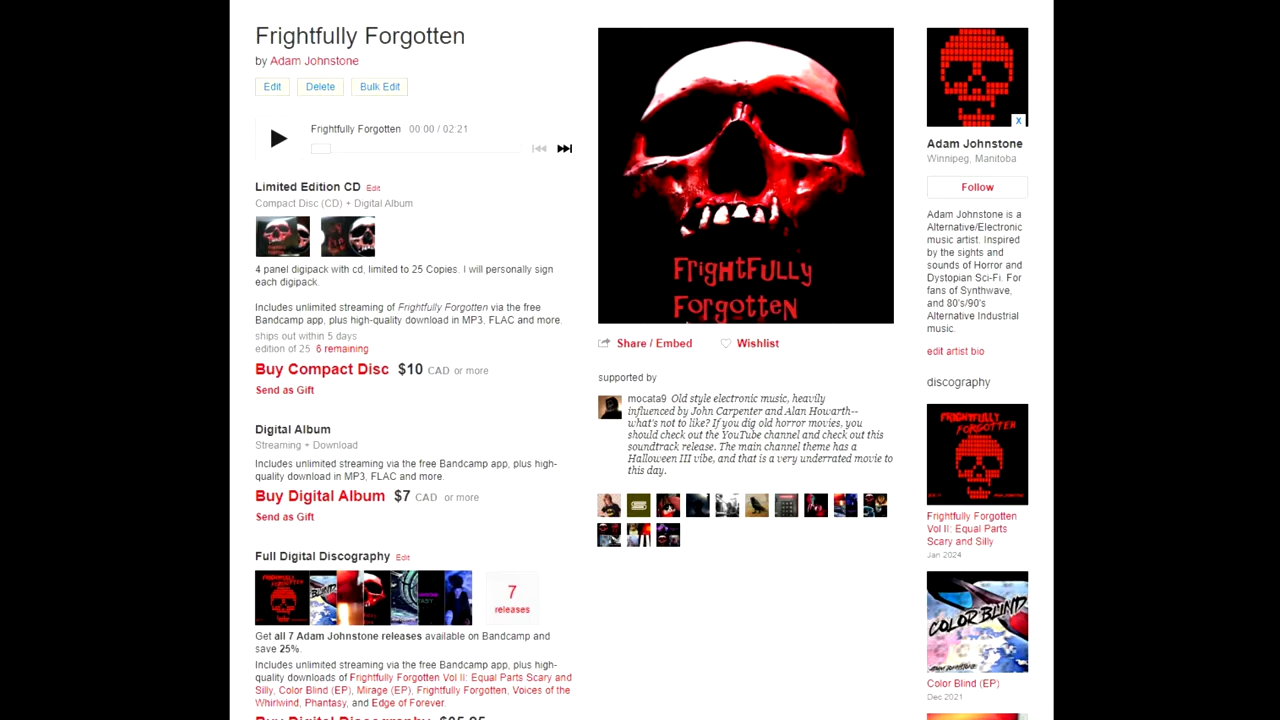 Frightfully Forgotten
by Adam Johnstone
Edit Delete Bulk Edit
Frightfully Forgotten 00:00 / 02:21
Limited Edition CD Edit
Compact Disc (CD) + Digital Album
4 panel digipack with cd, limited to 25 Copies. I will personally sign
each digipack.
Includes unlimited streaming of Frightfully Forgotten via the free
Bandcamp app, plus high-quality download in MP3, FLAC and more.
ships out within 5 days
edition of 25 6 remaining
Buy Compact Disc $10 CAD or more
Send as Gift
Digital Album
Streaming + Download
Includes unlimited streaming via the free Bandcamp app, plus high-
quality download in MP3, FLAC and more.
Buy Digital Album $7 CAD or more
Send as Gift
Full Digital Discography Edit
7
releases
Get all 7 Adam Johnstone releases available on Bandcamp and
save 25%.
Includes unlimited streaming via the free Bandcamp app, plus high-
quality downloads of Frightfully Forgotten Vol II: Equal Parts Scary and
Silly, Color Blind (EP), Mirage (EP), Frightfully Forgotten, Voices of the
Whirlwind, Phantasy, and Edge of Forever.
FrightFully
Forgotten
Share / Embed Wishlist
supported by
mocata9 Old style electronic music, heavily
influenced by John Carpenter and Alan Howarth--
what's not to like? If you dig old horror movies, you
should check out the YouTube channel and check out this
soundtrack release. The main channel theme has a
Halloween III vibe, and that is a very underrated movie to
this day.
X
Adam Johnstone
Winnipeg, Manitoba
Follow
Adam Johnstone is a
Alternative/Electronic
music artist. Inspired
by the sights and
sounds of Horror and
Dystopian Sci-Fi. For
fans of Synthwave,
and 80's/90's
Alternative Industrial
music.
edit artist bio
discography
FRIGHTFULLY
FORGOTTEN
Frightfully Forgotten
Vol II: Equal Parts
Scary and Silly
Jan 2024
COLOR BLIND
Color Blind (EP)
Dec 2021